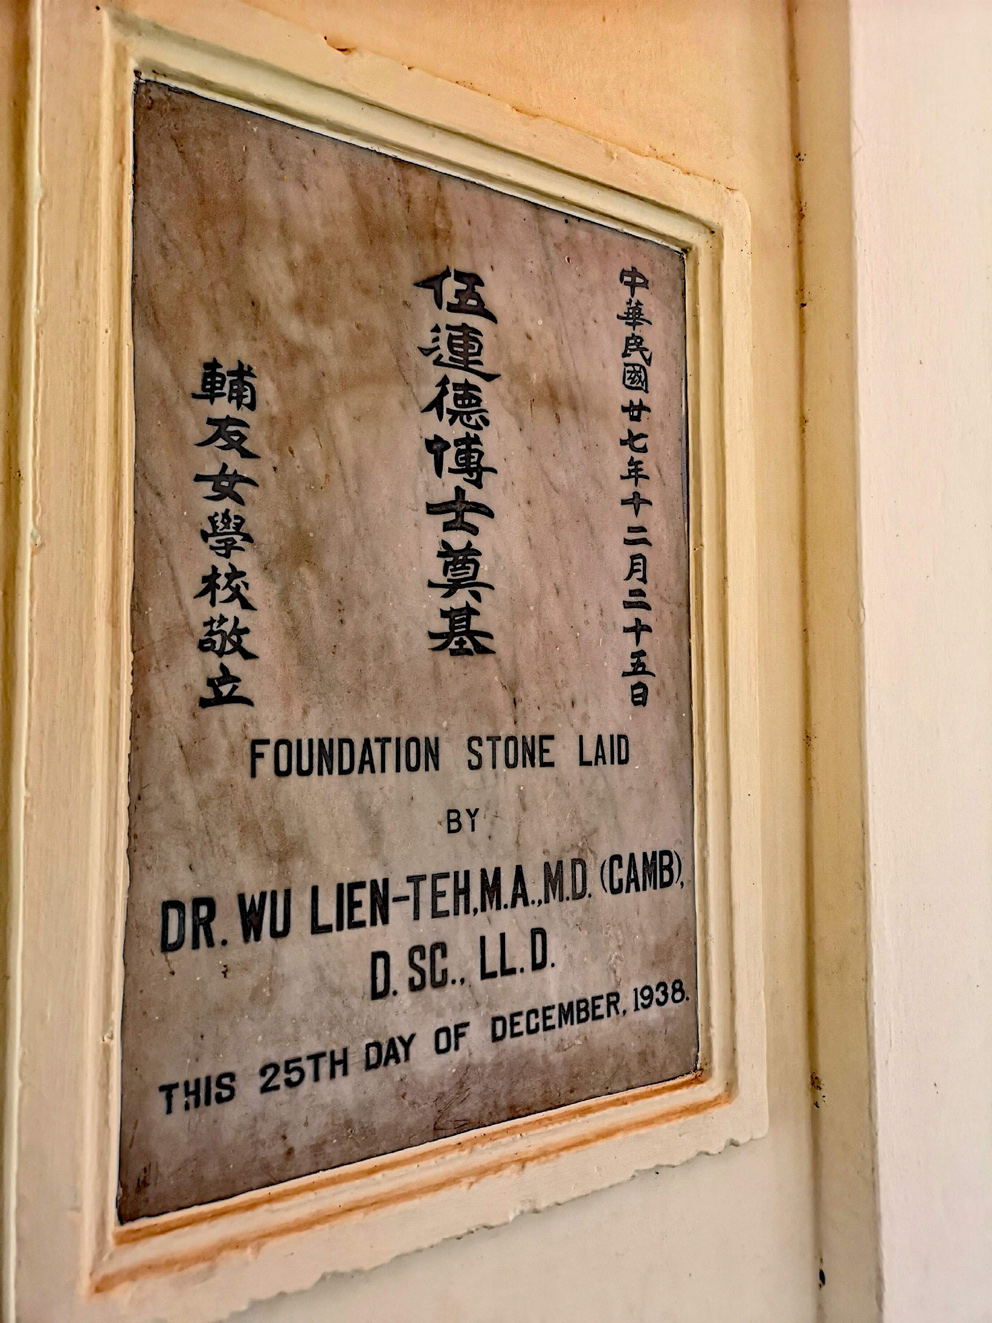 中華民國廿七年十二月二十五日
伍連德博士奠基
輔友女學校敬立
FOUNDATION STONE LAID
BY
DR. WU LIEN-TEH, M.A., M.D. (CAMB),
D. SC., LL. D.
THIS 25TH DAY OF DECEMBER, 1938.